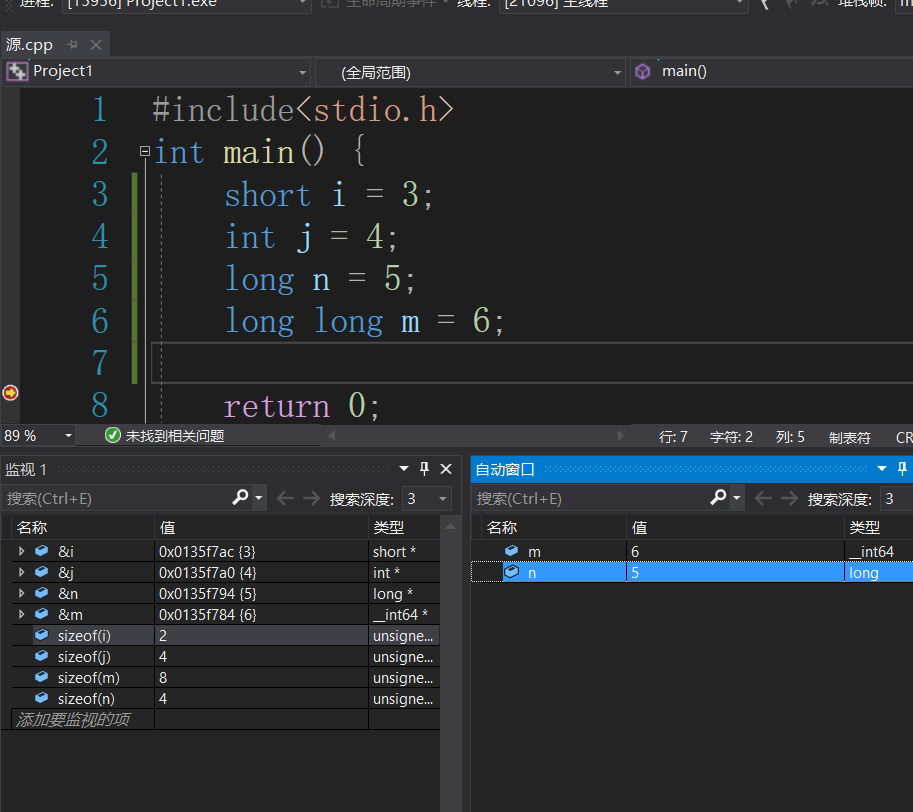 进程: [13936] Project1.exe 生命周期事件 线程: [21096] 主线程 堆栈帧:
源.cpp
Project1 (全局范围) main()
1 #include<stdio.h>
2 int main() {
3 short i = 3;
4 int j = 4;
5 long n = 5;
6 long long m = 6;
7
8 return 0;
89 % 未找到相关问题 行: 7 字符: 2 列: 5 制表符 CR
监视 1
搜索(Ctrl+E) 搜索深度: 3
名称 值 类型
&i 0x0135f7ac {3} short *
&j 0x0135f7a0 {4} int *
&n 0x0135f794 {5} long *
&m 0x0135f784 {6} __int64 *
sizeof(i) 2 unsigne...
sizeof(j) 4 unsigne...
sizeof(m) 8 unsigne...
sizeof(n) 4 unsigne...
添加要监视的项
自动窗口
搜索(Ctrl+E) 搜索深度: 3
名称 值 类型
m 6 __int64
n 5 long